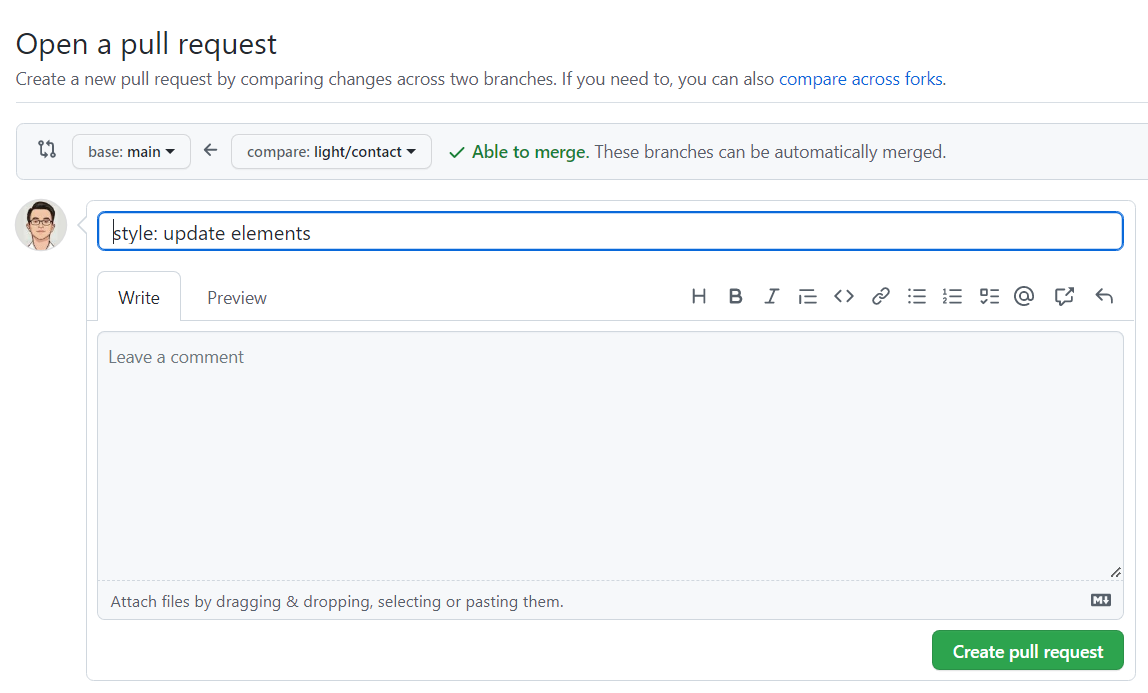 Open a pull request
Create a new pull request by comparing changes across two branches. If you need to, you can also compare across forks.
base: main compare: light/contact Able to merge. These branches can be automatically merged.
style: update elements
Write Preview
Leave a comment
Attach files by dragging & dropping, selecting or pasting them.
Create pull request